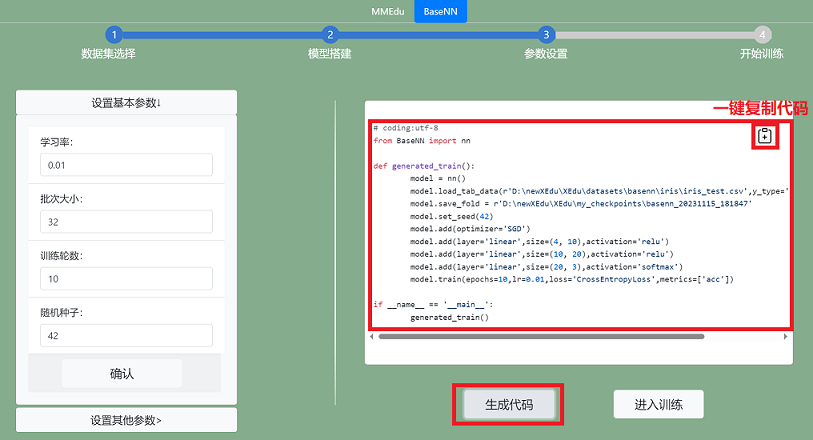 MMEdu BaseNN
1 2 3 4
数据集选择 模型搭建 参数设置 开始训练
设置基本参数↓
学习率:
0.01
批次大小:
32
训练轮数:
10
随机种子:
42
确认
设置其他参数>
一键复制代码
# coding:utf-8
from BaseNN import nn
def generated_train():
model = nn()
model.load_tab_data(r'D:\newXEdu\XEdu\datasets\basenn\iris\iris_test.csv',y_type='
model.save_fold = r'D:\newXEdu\XEdu\my_checkpoints\basenn_20231115_181847'
model.set_seed(42)
model.add(optimizer='SGD')
model.add(layer='linear',size=(4, 10),activation='relu')
model.add(layer='linear',size=(10, 20),activation='relu')
model.add(layer='linear',size=(20, 3),activation='softmax')
model.train(epochs=10,lr=0.01,loss='CrossEntropyLoss',metrics=['acc'])
if __name__ == '__main__':
generated_train()
生成代码 进入训练